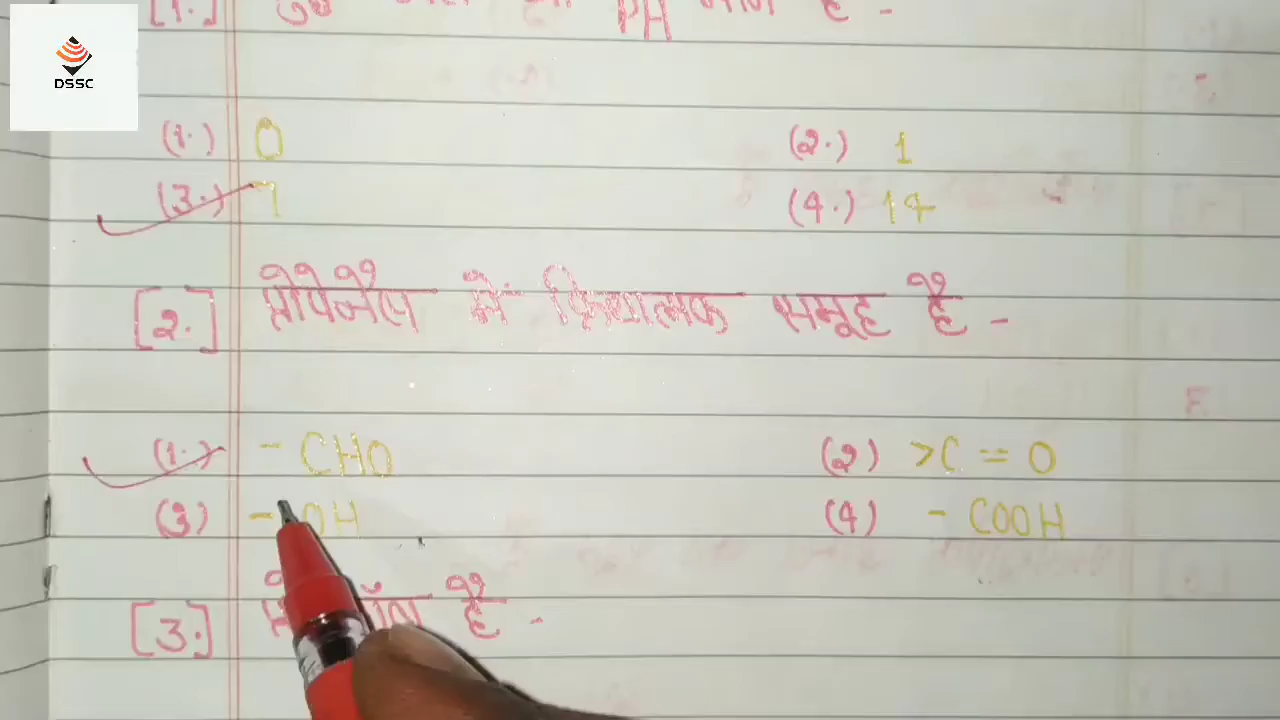 DSSC
[1.] का PH मान है -
(1.) 0 (2.) 1
(3.) 7 (4.) 14
[2.] प्रोपेनैल में क्रियात्मक समूह है -
(1.) - CHO (2) >C = O
(3) - OH (4) - COOH
[3.] है -